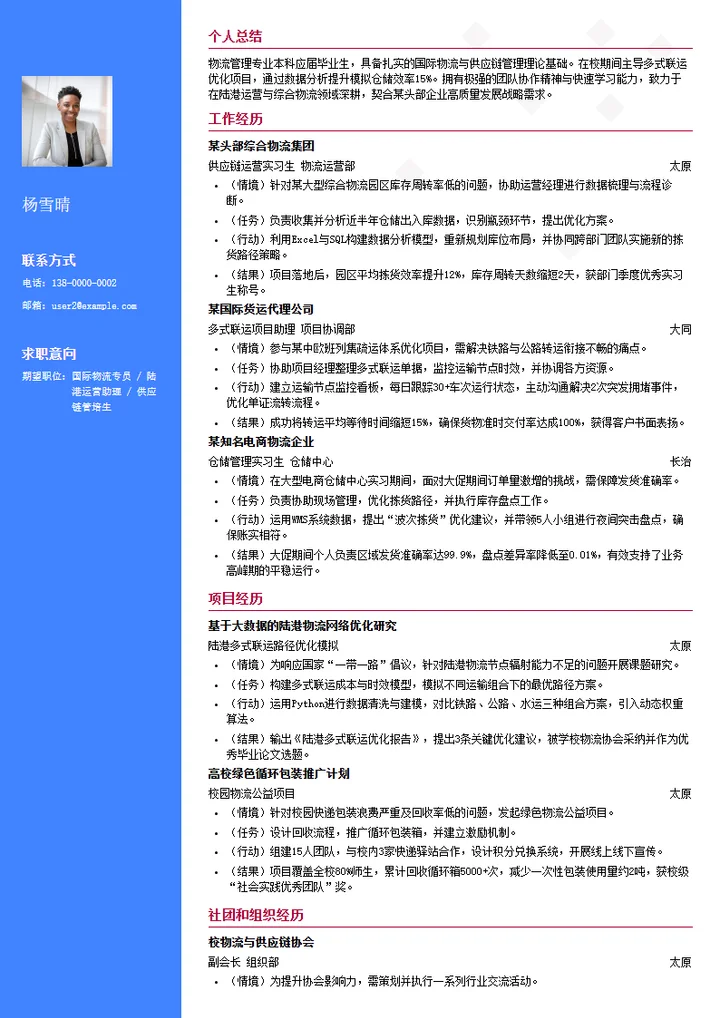 杨雪晴
联系方式
电话: 138-0000-0002
邮箱: user2@example.com
求职意向
期望职位: 国际物流专员 / 陆
港运营助理 / 供应
链管培生
个人总结
物流管理专业本科应届毕业生，具备扎实的国际物流与供应链管理理论基础。在校期间主导多式联运
优化项目，通过数据分析提升模拟仓储效率15%。拥有极强的团队协作精神与快速学习能力，致力于
在陆港运营与综合物流领域深耕，契合某头部企业高质量发展战略需求。
工作经历
某头部综合物流集团
供应链运营实习生 物流运营部 太原
• （情境）针对某大型综合物流园区库存周转率低的问题，协助运营经理进行数据梳理与流程诊
断。
• （任务）负责收集并分析近半年仓储出入库数据，识别瓶颈环节，提出优化方案。
• （行动）利用Excel与SQL构建数据分析模型，重新规划库位布局，并协同跨部门团队实施新的拣
货路径策略。
• （结果）项目落地后，园区平均拣货效率提升12%，库存周转天数缩短2天，获部门季度优秀实习
生称号。
某国际货运代理公司
多式联运项目助理 项目协调部 大同
• （情境）参与某中欧班列集疏运体系优化项目，需解决铁路与公路转运衔接不畅的痛点。
• （任务）协助项目经理整理多式联运单据，监控运输节点时效，并协调各方资源。
• （行动）建立运输节点监控看板，每日跟踪30+车次运行状态，主动沟通解决2次突发拥堵事件，
优化单证流转流程。
• （结果）成功将转运平均等待时间缩短15%，确保货物准时交付率达成100%，获得客户书面表扬。
某知名电商物流企业
仓储管理实习生 仓储中心 长治
• （情境）在大型电商仓储中心实习期间，面对大促期间订单量激增的挑战，需保障发货准确率。
• （任务）负责协助现场管理，优化拣货路径，并执行库存盘点工作。
• （行动）运用WMS系统数据，提出“波次拣货”优化建议，并带领5人小组进行夜间突击盘点，确
保账实相符。
• （结果）大促期间个人负责区域发货准确率达99.9%，盘点差异率降低至0.01%，有效支持了业务
高峰期的平稳运行。
项目经历
基于大数据的陆港物流网络优化研究
陆港多式联运路径优化模拟 太原
• （情境）为响应国家“一带一路”倡议，针对陆港物流节点辐射能力不足的问题开展课题研究。
• （任务）构建多式联运成本与时效模型，模拟不同运输组合下的最优路径方案。
• （行动）运用Python进行数据清洗与建模，对比铁路、公路、水运三种组合方案，引入动态权重
算法。
• （结果）输出《陆港多式联运优化报告》，提出3条关键优化建议，被学校物流协会采纳并作为优
秀毕业论文选题。
高校绿色循环包装推广计划
校园物流公益项目 太原
• （情境）针对校园快递包装浪费严重及回收率低的问题，发起绿色物流公益项目。
• （任务）设计回收流程，推广循环包装箱，并建立激励机制。
• （行动）组建15人团队，与校内3家快递驿站合作，设计积分兑换系统，开展线上线下宣传。
• （结果）项目覆盖全校80%师生，累计回收循环箱5000+次，减少一次性包装使用量约2吨，获校级
“社会实践优秀团队”奖。
社团和组织经历
校物流与供应链协会
副会长 组织部 太原
• （情境）为提升协会影响力，需策划并执行一系列行业交流活动。